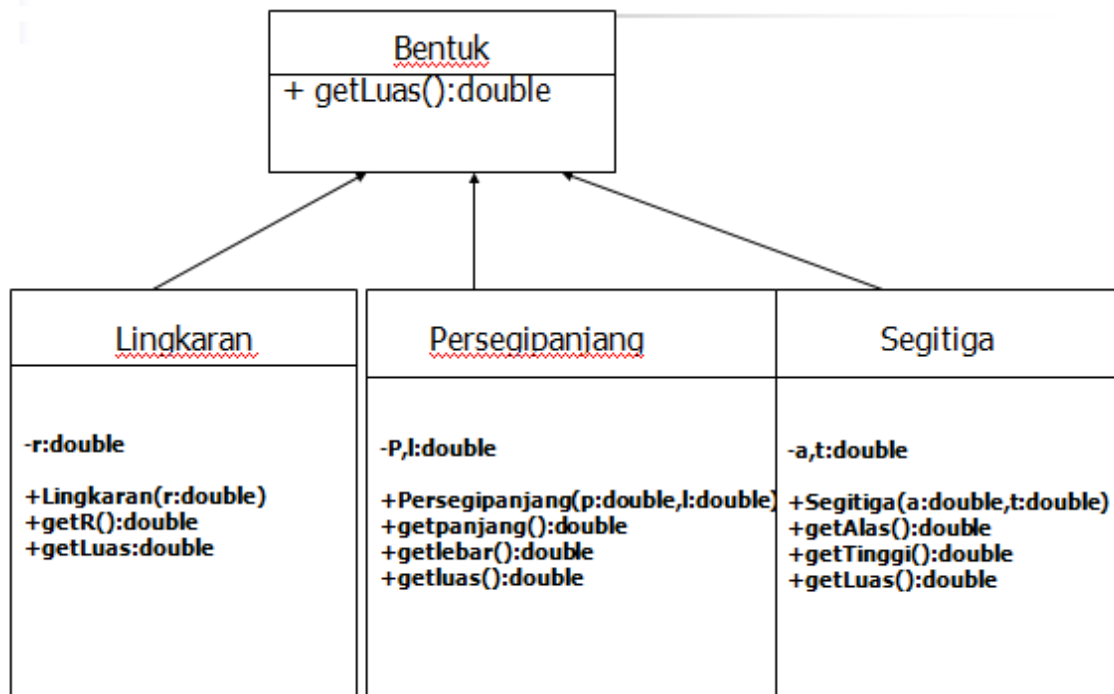 Bentuk
+ getLuas():double
Lingkaran
-r:double
+Lingkaran(r:double)
+getR():double
+getLuas:double
Persegipanjang
-P,l:double
+Persegipanjang(p:double,l:double)
+getpanjang():double
+getlebar():double
+getluas():double
Segitiga
-a,t:double
+Segitiga(a:double,t:double)
+getAlas():double
+getTinggi():double
+getLuas():double